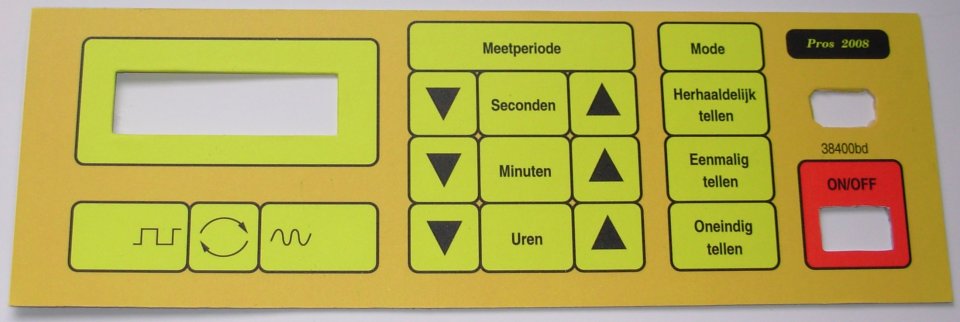 Meetperiode
Seconden
Minuten
Uren
Mode
Herhaaldelijk
tellen
Eenmalig
tellen
Oneindig
tellen
Pros 2008
38400bd
ON/OFF